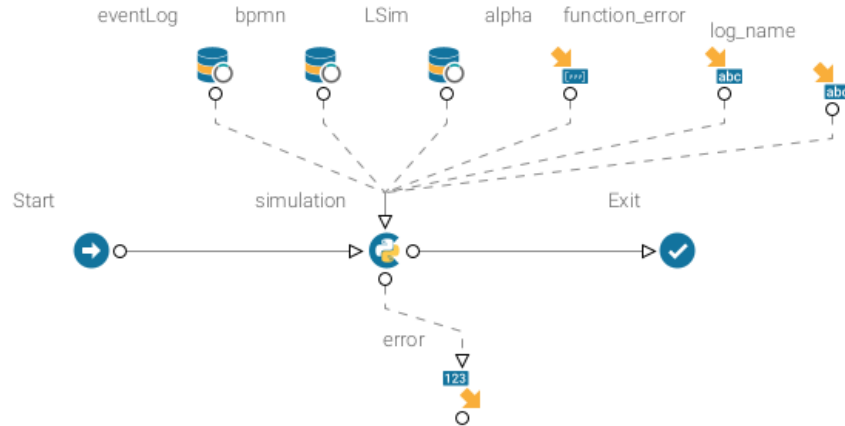 eventLog bpmn LSim alpha function_error
log_name
[,,,] abc abc
Start simulation Exit
error
123